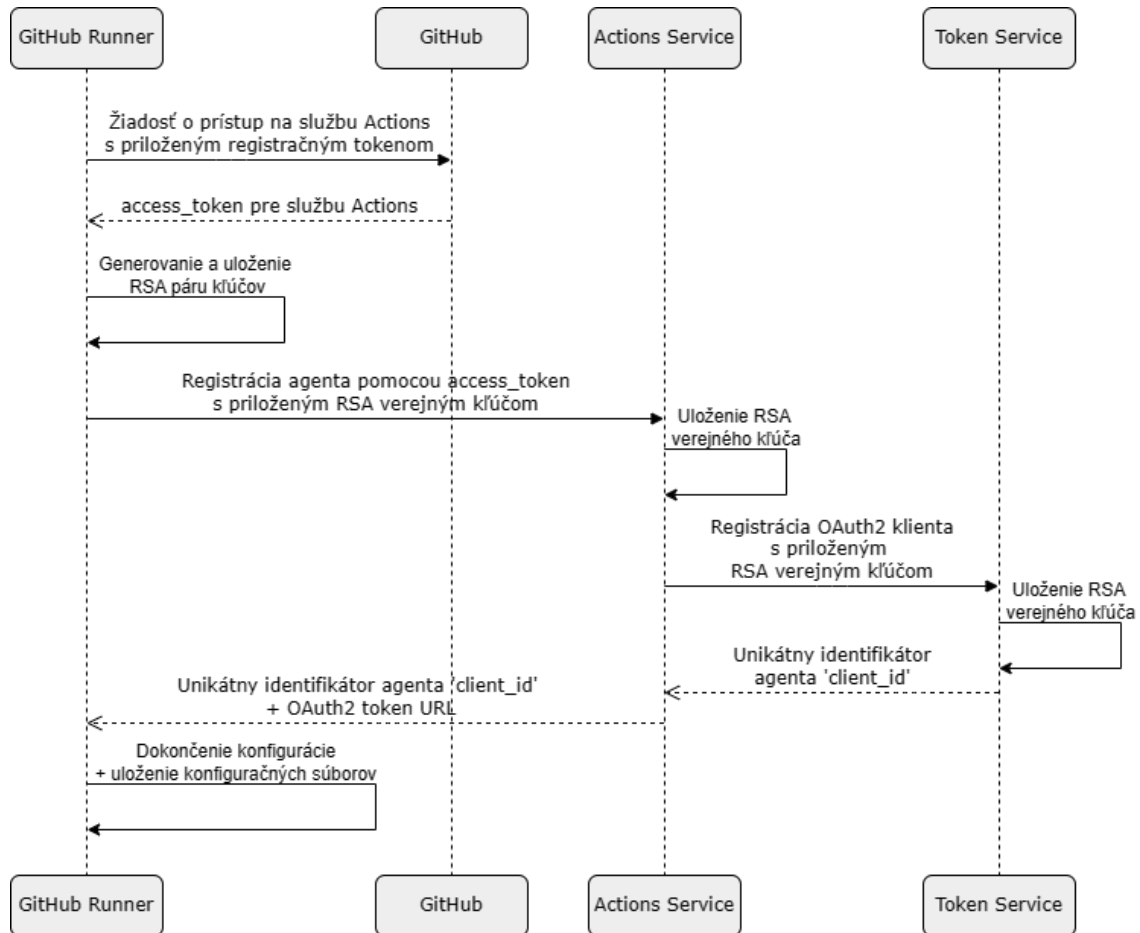 GitHub Runner
GitHub
Actions Service
Token Service
Žiadosť o prístup na službu Actions
s priloženým registračným tokenom
access_token pre službu Actions
Generovanie a uloženie
RSA páru kľúčov
Registrácia agenta pomocou access_token
s priloženým RSA verejným kľúčom
Uloženie RSA
verejného kľúča
Registrácia OAuth2 klienta
s priloženým
RSA verejným kľúčom
Uloženie RSA
verejného kľúča
Unikátny identifikátor
agenta 'client_id'
Unikátny identifikátor agenta 'client_id'
+ OAuth2 token URL
Dokončenie konfigurácie
+ uloženie konfiguračných súborov
GitHub Runner
GitHub
Actions Service
Token Service